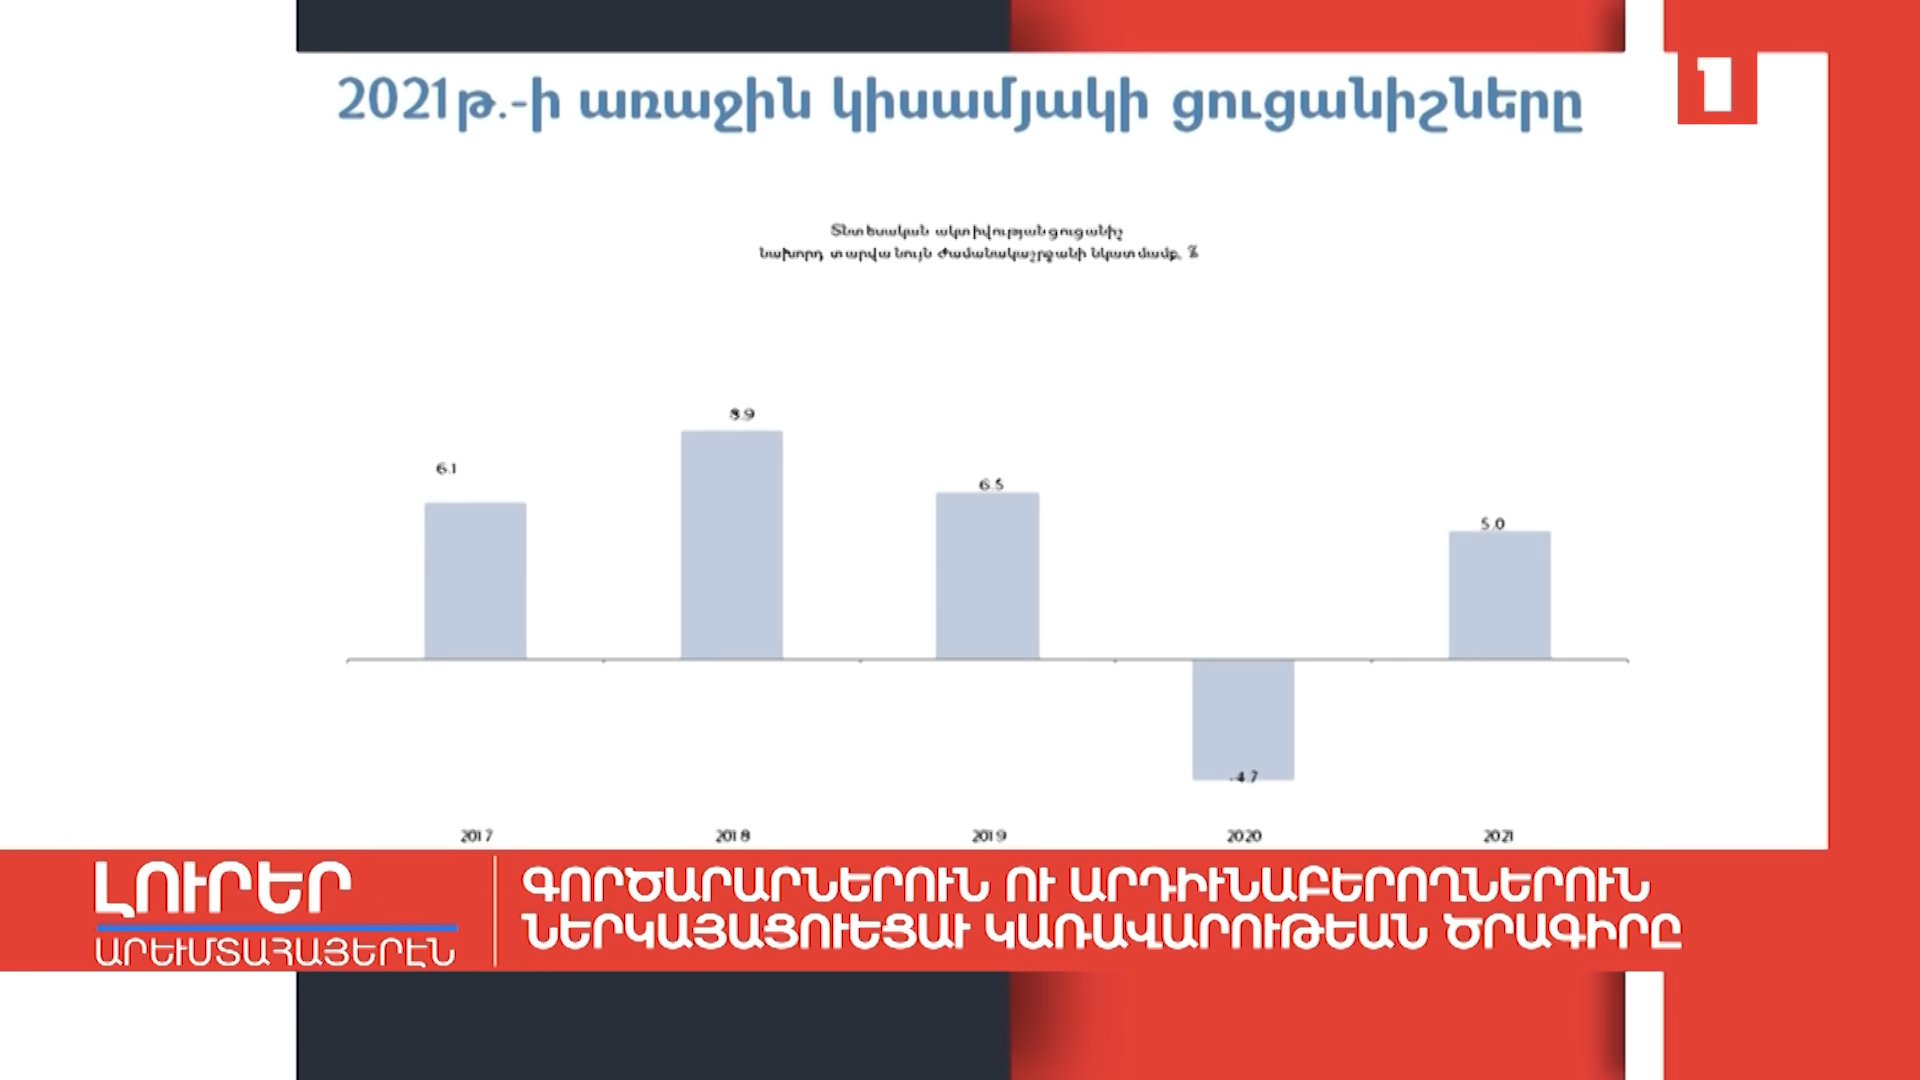 2021թ.-ի առաջին կիսամյակի ցուցանիշները
1
Տնտեսական ակտիվության ցուցանիշ
նախորդ տարվա նույն ժամանակաշրջանի նկատմամբ, %
8.9
6.1
6.5
5.0
-4.7
2017 2018 2019 2020 2021
ԼՈՒՐԵՐ
ԱՐԵՒՄՏԱՀԱՅԵՐԷՆ
ԳՈՐԾԱՐԱՐՆԵՐՈՒՆ ՈՒ ԱՐԴԻՒՆԱԲԵՐՈՂՆԵՐՈՒՆ
ՆԵՐԿԱՅԱՑՈՒԵՑԱՒ ԿԱՌԱՎԱՐՈՒԹԵԱՆ ԾՐԱԳԻՐԸ